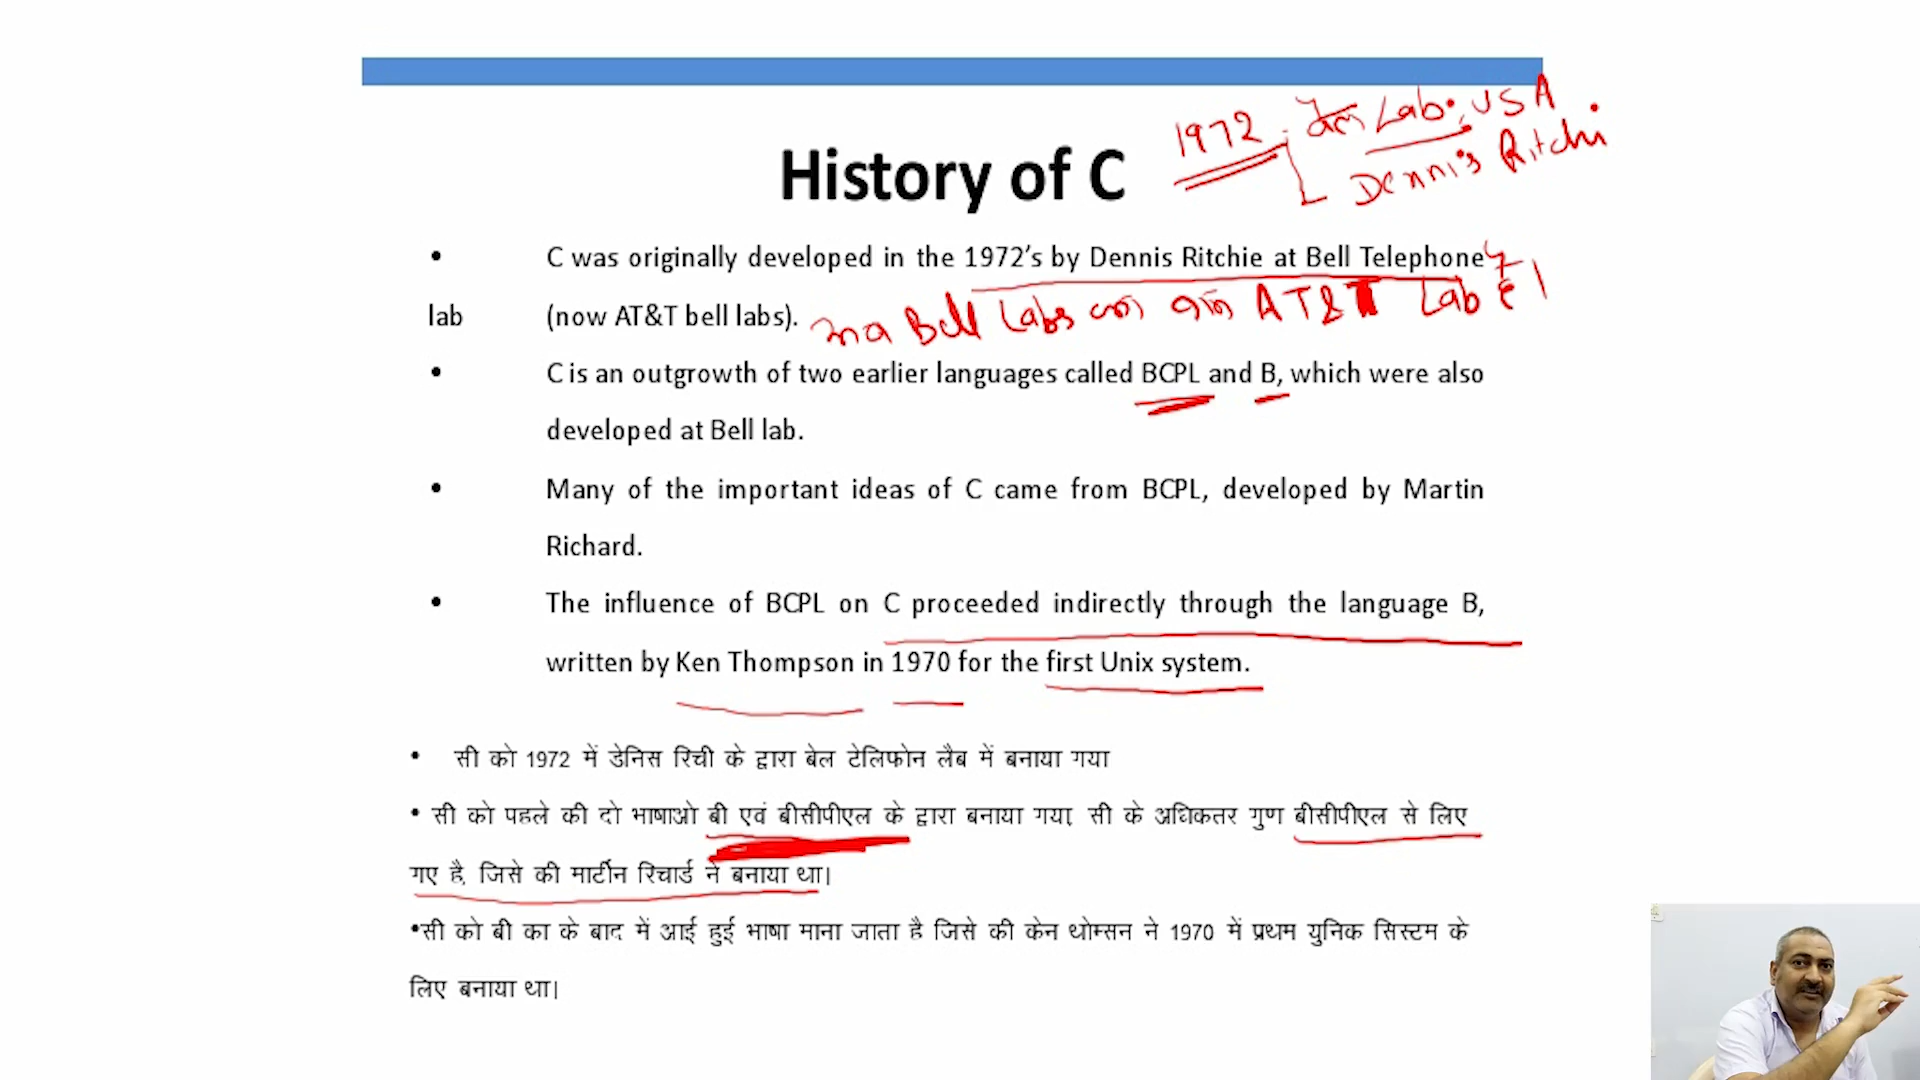 1972 बेल Lab, USA
History of C
Dennis Ritchi
• C was originally developed in the 1972’s by Dennis Ritchie at Bell Telephone
lab (now AT&T bell labs).
Bell Labs का नाम AT&T Lab है।
• C is an outgrowth of two earlier languages called BCPL and B, which were also
developed at Bell lab.
• Many of the important ideas of C came from BCPL, developed by Martin
Richard.
• The influence of BCPL on C proceeded indirectly through the language B,
written by Ken Thompson in 1970 for the first Unix system.
• सी को 1972 में डेनिस रिची के द्वारा बेल टेलिफोन लैब में बनाया गया
• सी को पहले की दो भाषाओ बी एवं बीसीपीएल के द्वारा बनाया गया, सी के अधिकतर गुण बीसीपीएल से लिए
गए है, जिसे की मार्टीन रिचार्ड ने बनाया था।
•सी को बी का के बाद में आई हुई भाषा माना जाता है जिसे की केन थोम्सन ने 1970 में प्रथम युनिक सिस्टम के
लिए बनाया था।